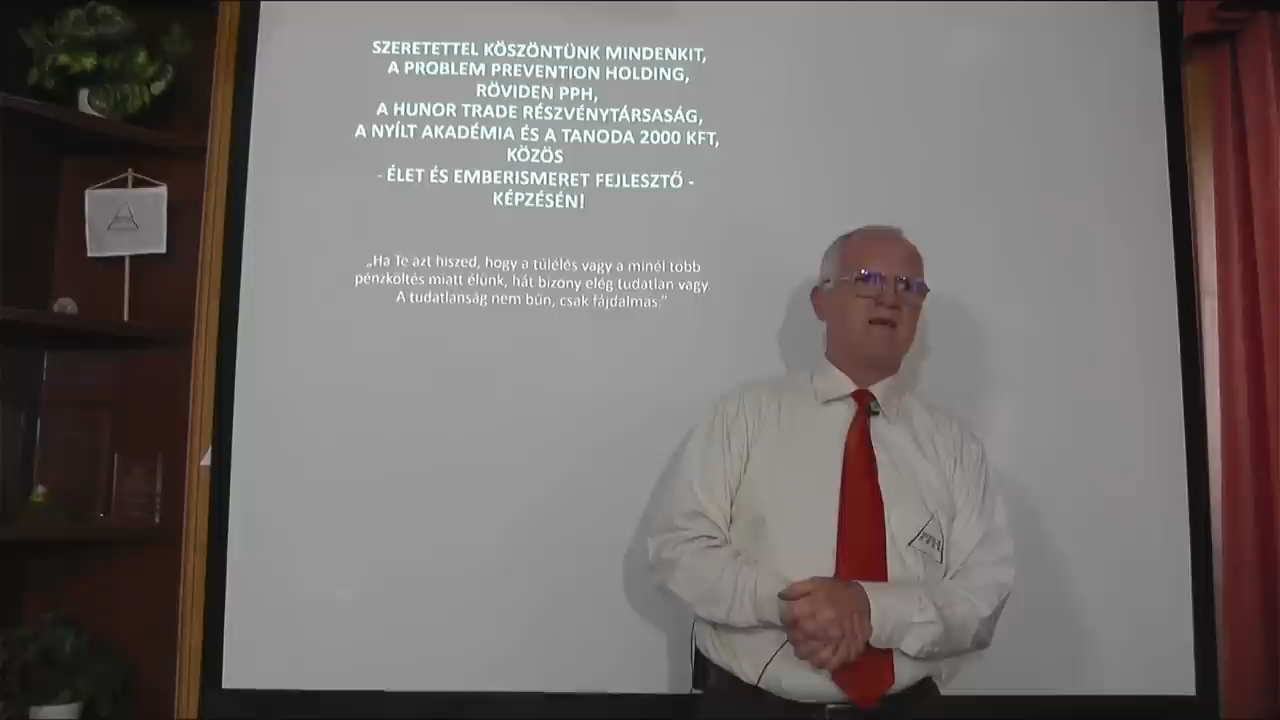 SZERETETTEL KÖSZÖNTÜNK MINDENKIT,
A PROBLEM PREVENTION HOLDING,
RÖVIDEN PPH,
A HUNOR TRADE RÉSZVÉNYTÁRSASÁG,
A NYÍLT AKADÉMIA ÉS A TANODA 2000 KFT,
KÖZÖS
- ÉLET ÉS EMBERISMERET FEJLESZTŐ -
KÉPZÉSÉN!
„Ha Te azt hiszed, hogy a túlélés vagy a minél több
pénzköltés miatt élünk, hát bizony elég tudatlan vagy.
A tudatlanság nem bűn, csak fájdalmas.”
PPH